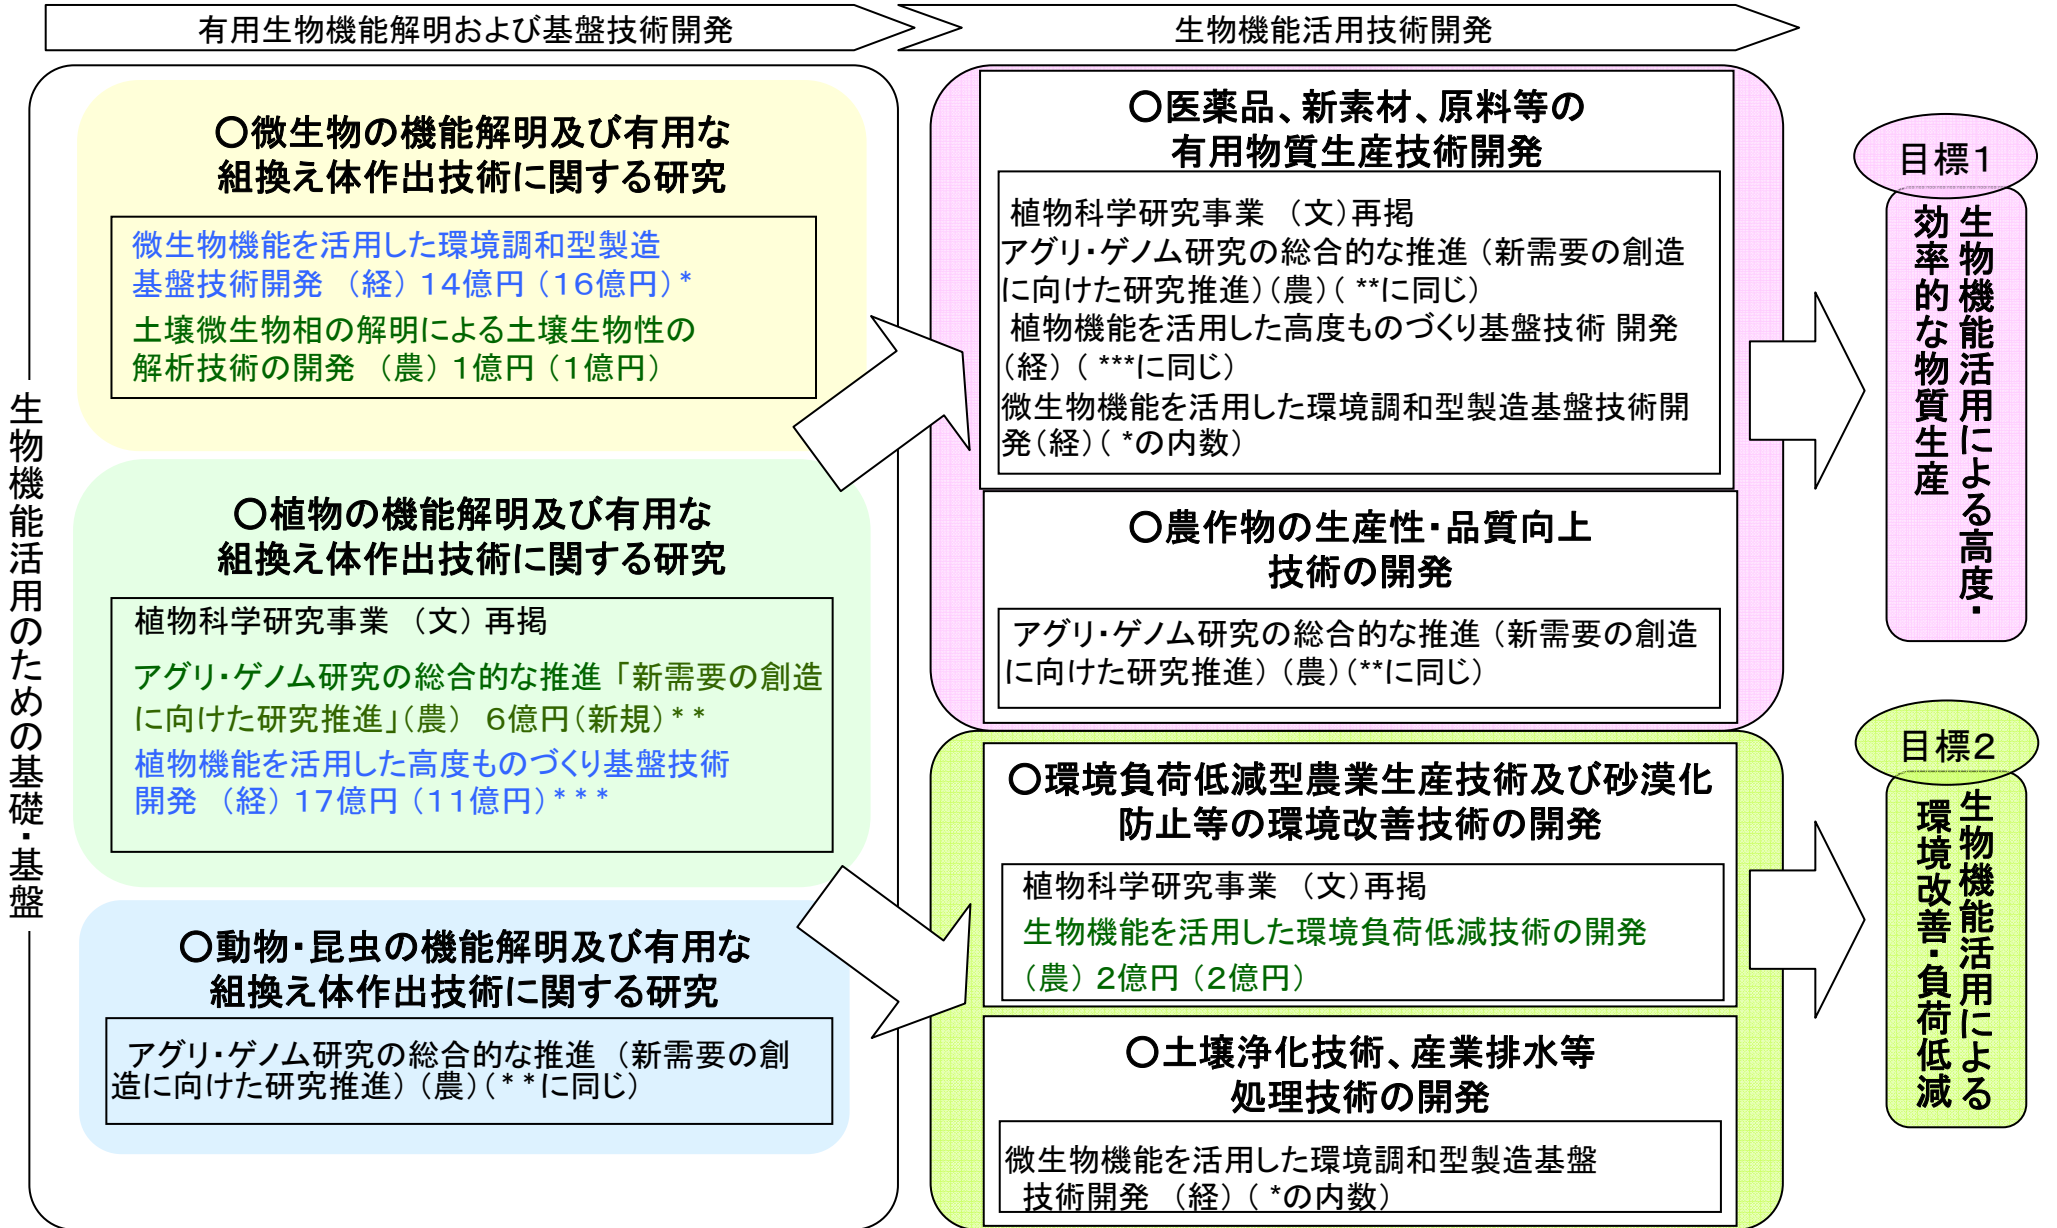 有用生物機能解明および基盤技術開発
生物機能活用技術開発
生物機能活用のための基礎・基盤
○微生物の機能解明及び有用な
組換え体作出技術に関する研究
微生物機能を活用した環境調和型製造
基盤技術開発 （経） 14億円 （16億円）*
土壌微生物相の解明による土壌生物性の
解析技術の開発 （農） 1億円 （1億円）
○植物の機能解明及び有用な
組換え体作出技術に関する研究
植物科学研究事業 （文） 再掲
アグリ・ゲノム研究の総合的な推進 「新需要の創造
に向けた研究推進」（農） 6億円（新規）**
植物機能を活用した高度ものづくり基盤技術
開発 （経） 17億円 （11億円）***
○動物・昆虫の機能解明及び有用な
組換え体作出技術に関する研究
アグリ・ゲノム研究の総合的な推進 （新需要の創
造に向けた研究推進） （農）（**に同じ）
○医薬品、新素材、原料等の
有用物質生産技術開発
植物科学研究事業 （文）再掲
アグリ・ゲノム研究の総合的な推進 （新需要の創造
に向けた研究推進）（農）（ **に同じ）
植物機能を活用した高度ものづくり基盤技術 開発
（経）（ ***に同じ）
微生物機能を活用した環境調和型製造基盤技術開
発（経）（ *の内数）
○農作物の生産性・品質向上
技術の開発
アグリ・ゲノム研究の総合的な推進 （新需要の創造
に向けた研究推進） （農）（**に同じ）
○環境負荷低減型農業生産技術及び砂漠化
防止等の環境改善技術の開発
植物科学研究事業 （文）再掲
生物機能を活用した環境負荷低減技術の開発
（農） 2億円 （2億円）
○土壌浄化技術、産業排水等
処理技術の開発
微生物機能を活用した環境調和型製造基盤
技術開発 （経）（ *の内数）
目標1
生物機能活用による高度・
効率的な物質生産
目標2
生物機能活用による
環境改善・負荷低減